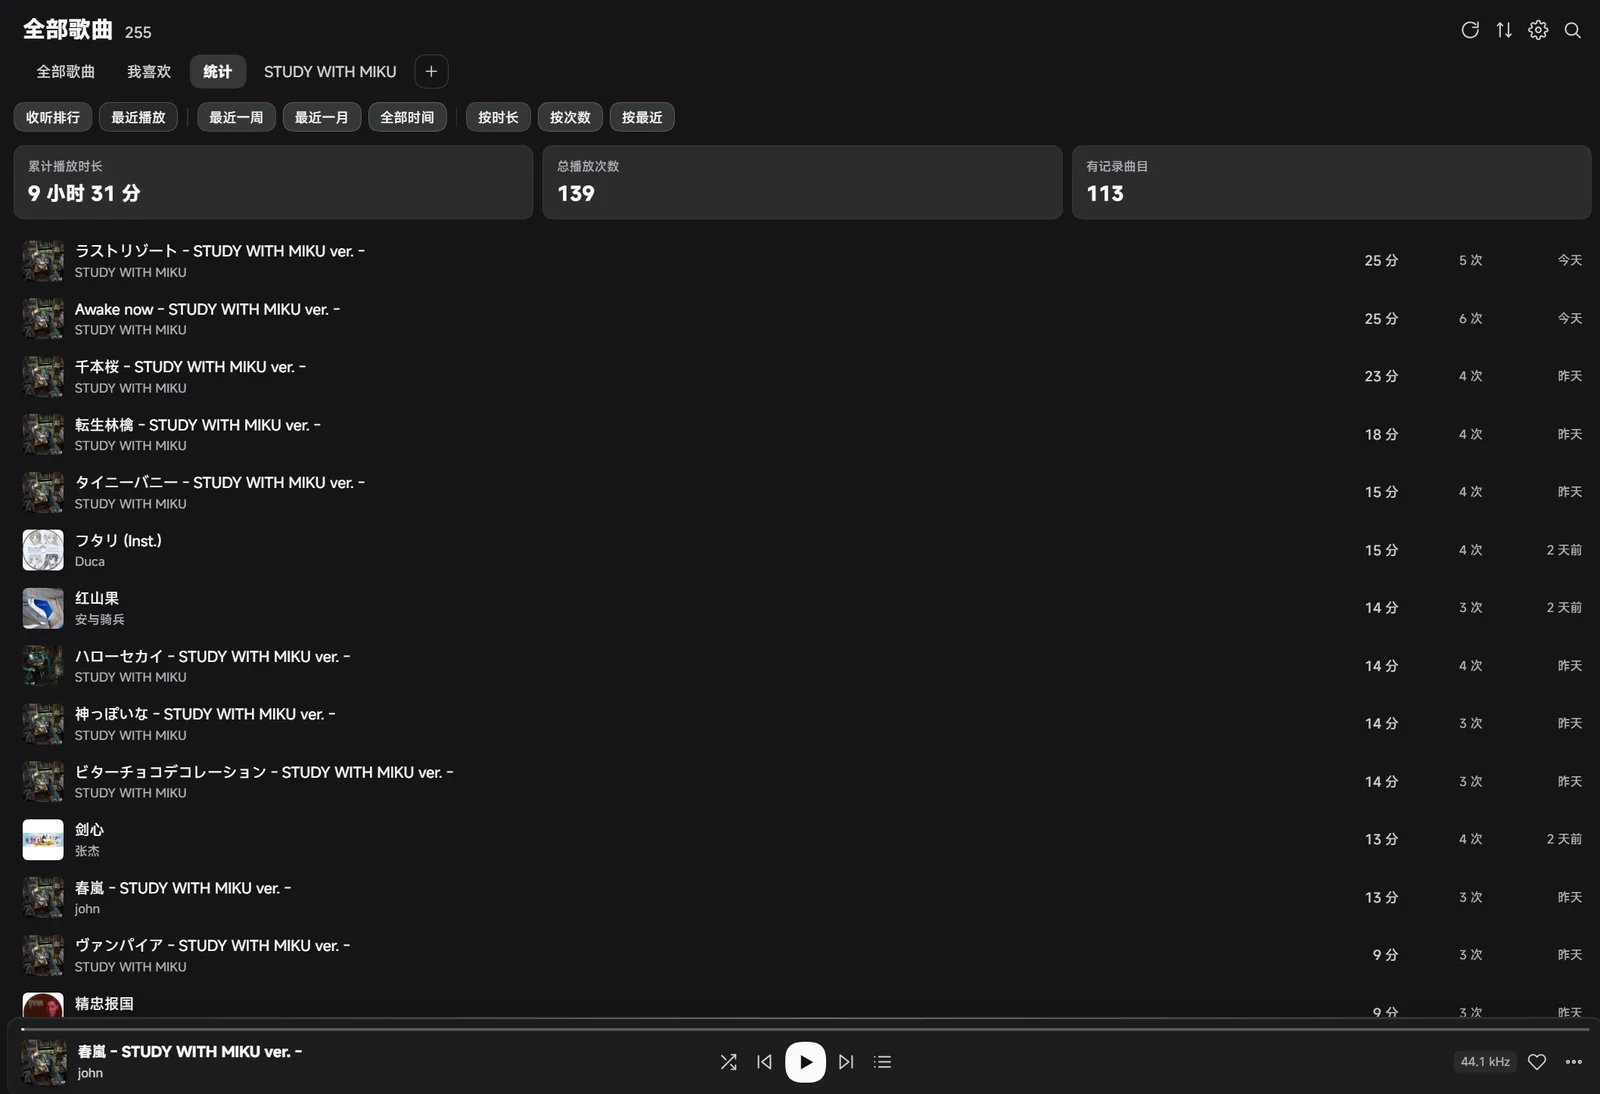 全部歌曲 255
全部歌曲 我喜欢 统计 STUDY WITH MIKU +
收听排行 最近播放 最近一周 最近一月 全部时间 按时长 按次数 按最近
累计播放时长 总播放次数 有记录曲目
9 小时 31 分 139 113
ラストリゾート - STUDY WITH MIKU ver. - 25 分 5 次 今天
STUDY WITH MIKU
Awake now - STUDY WITH MIKU ver. - 25 分 6 次 今天
STUDY WITH MIKU
千本桜 - STUDY WITH MIKU ver. - 23 分 4 次 昨天
STUDY WITH MIKU
転生林檎 - STUDY WITH MIKU ver. - 18 分 4 次 昨天
STUDY WITH MIKU
タイニーバニー - STUDY WITH MIKU ver. - 15 分 4 次 昨天
STUDY WITH MIKU
フタリ (Inst.) 15 分 4 次 2 天前
Duca
红山果 14 分 3 次 2 天前
安与骑兵
ハローセカイ - STUDY WITH MIKU ver. - 14 分 4 次 昨天
STUDY WITH MIKU
神っぽいな - STUDY WITH MIKU ver. - 14 分 3 次 昨天
STUDY WITH MIKU
ビターチョコデコレーション - STUDY WITH MIKU ver. - 14 分 3 次 昨天
STUDY WITH MIKU
剑心 13 分 4 次 2 天前
张杰
春嵐 - STUDY WITH MIKU ver. - 13 分 3 次 昨天
john
ヴァンパイア - STUDY WITH MIKU ver. - 9 分 3 次 昨天
STUDY WITH MIKU
精忠报国 9 分 3 次 昨天
春嵐 - STUDY WITH MIKU ver. -
john
44.1 kHz